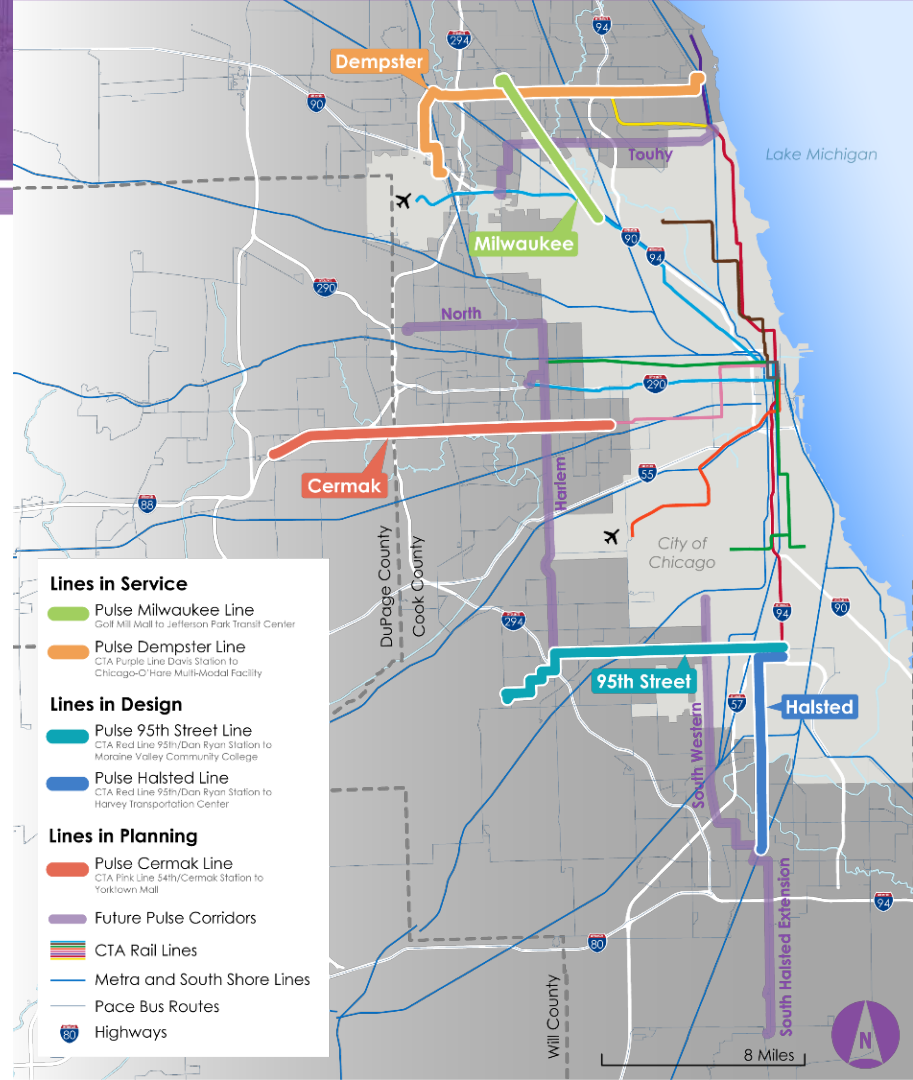 294
94
Dempster
90
Touhy
Lake Michigan
Milwaukee
90
94
290
North
290
Harlem
55
Cermak
88
City of
Chicago
DuPage County
Cook County
294
94
90
95th Street
57
Halsted
South Western
South Halsted Extension
94
80
Will County
8 Miles
N
Lines in Service
Pulse Milwaukee Line
Golf Mill Mall to Jefferson Park Transit Center
Pulse Dempster Line
CTA Purple Line Davis Station to
Chicago-O'Hare Multi-Modal Facility
Lines in Design
Pulse 95th Street Line
CTA Red Line 95th/Dan Ryan Station to
Moraine Valley Community College
Pulse Halsted Line
CTA Red Line 95th/Dan Ryan Station to
Harvey Transportation Center
Lines in Planning
Pulse Cermak Line
CTA Pink Line 54th/Cermak Station to
Yorktown Mall
Future Pulse Corridors
CTA Rail Lines
Metra and South Shore Lines
Pace Bus Routes
80
Highways